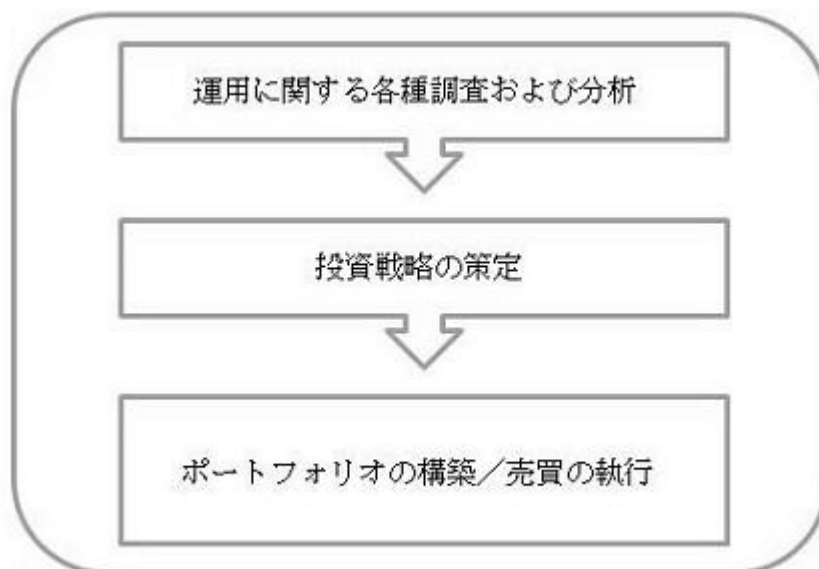 運用に関する各種調査および分析
投資戦略の策定
ポートフォリオの構築／売買の執行